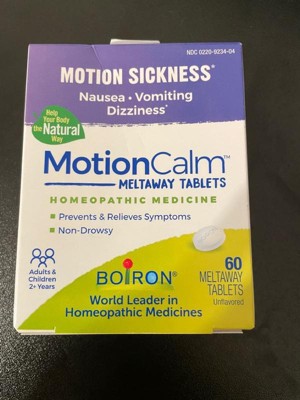 NDC 0220-9234-04
MOTION SICKNESS*
Nausea • Vomiting
Dizziness*
Help Your Body
the Natural
Way
MotionCalm™
MELTAWAY TABLETS
HOMEOPATHIC MEDICINE
Prevents & Relieves Symptoms
Non-Drowsy
Adults &
Children
2+ Years
BOIRON®
World Leader in
Homeopathic Medicines
60
MELTAWAY
TABLETS
Unflavored